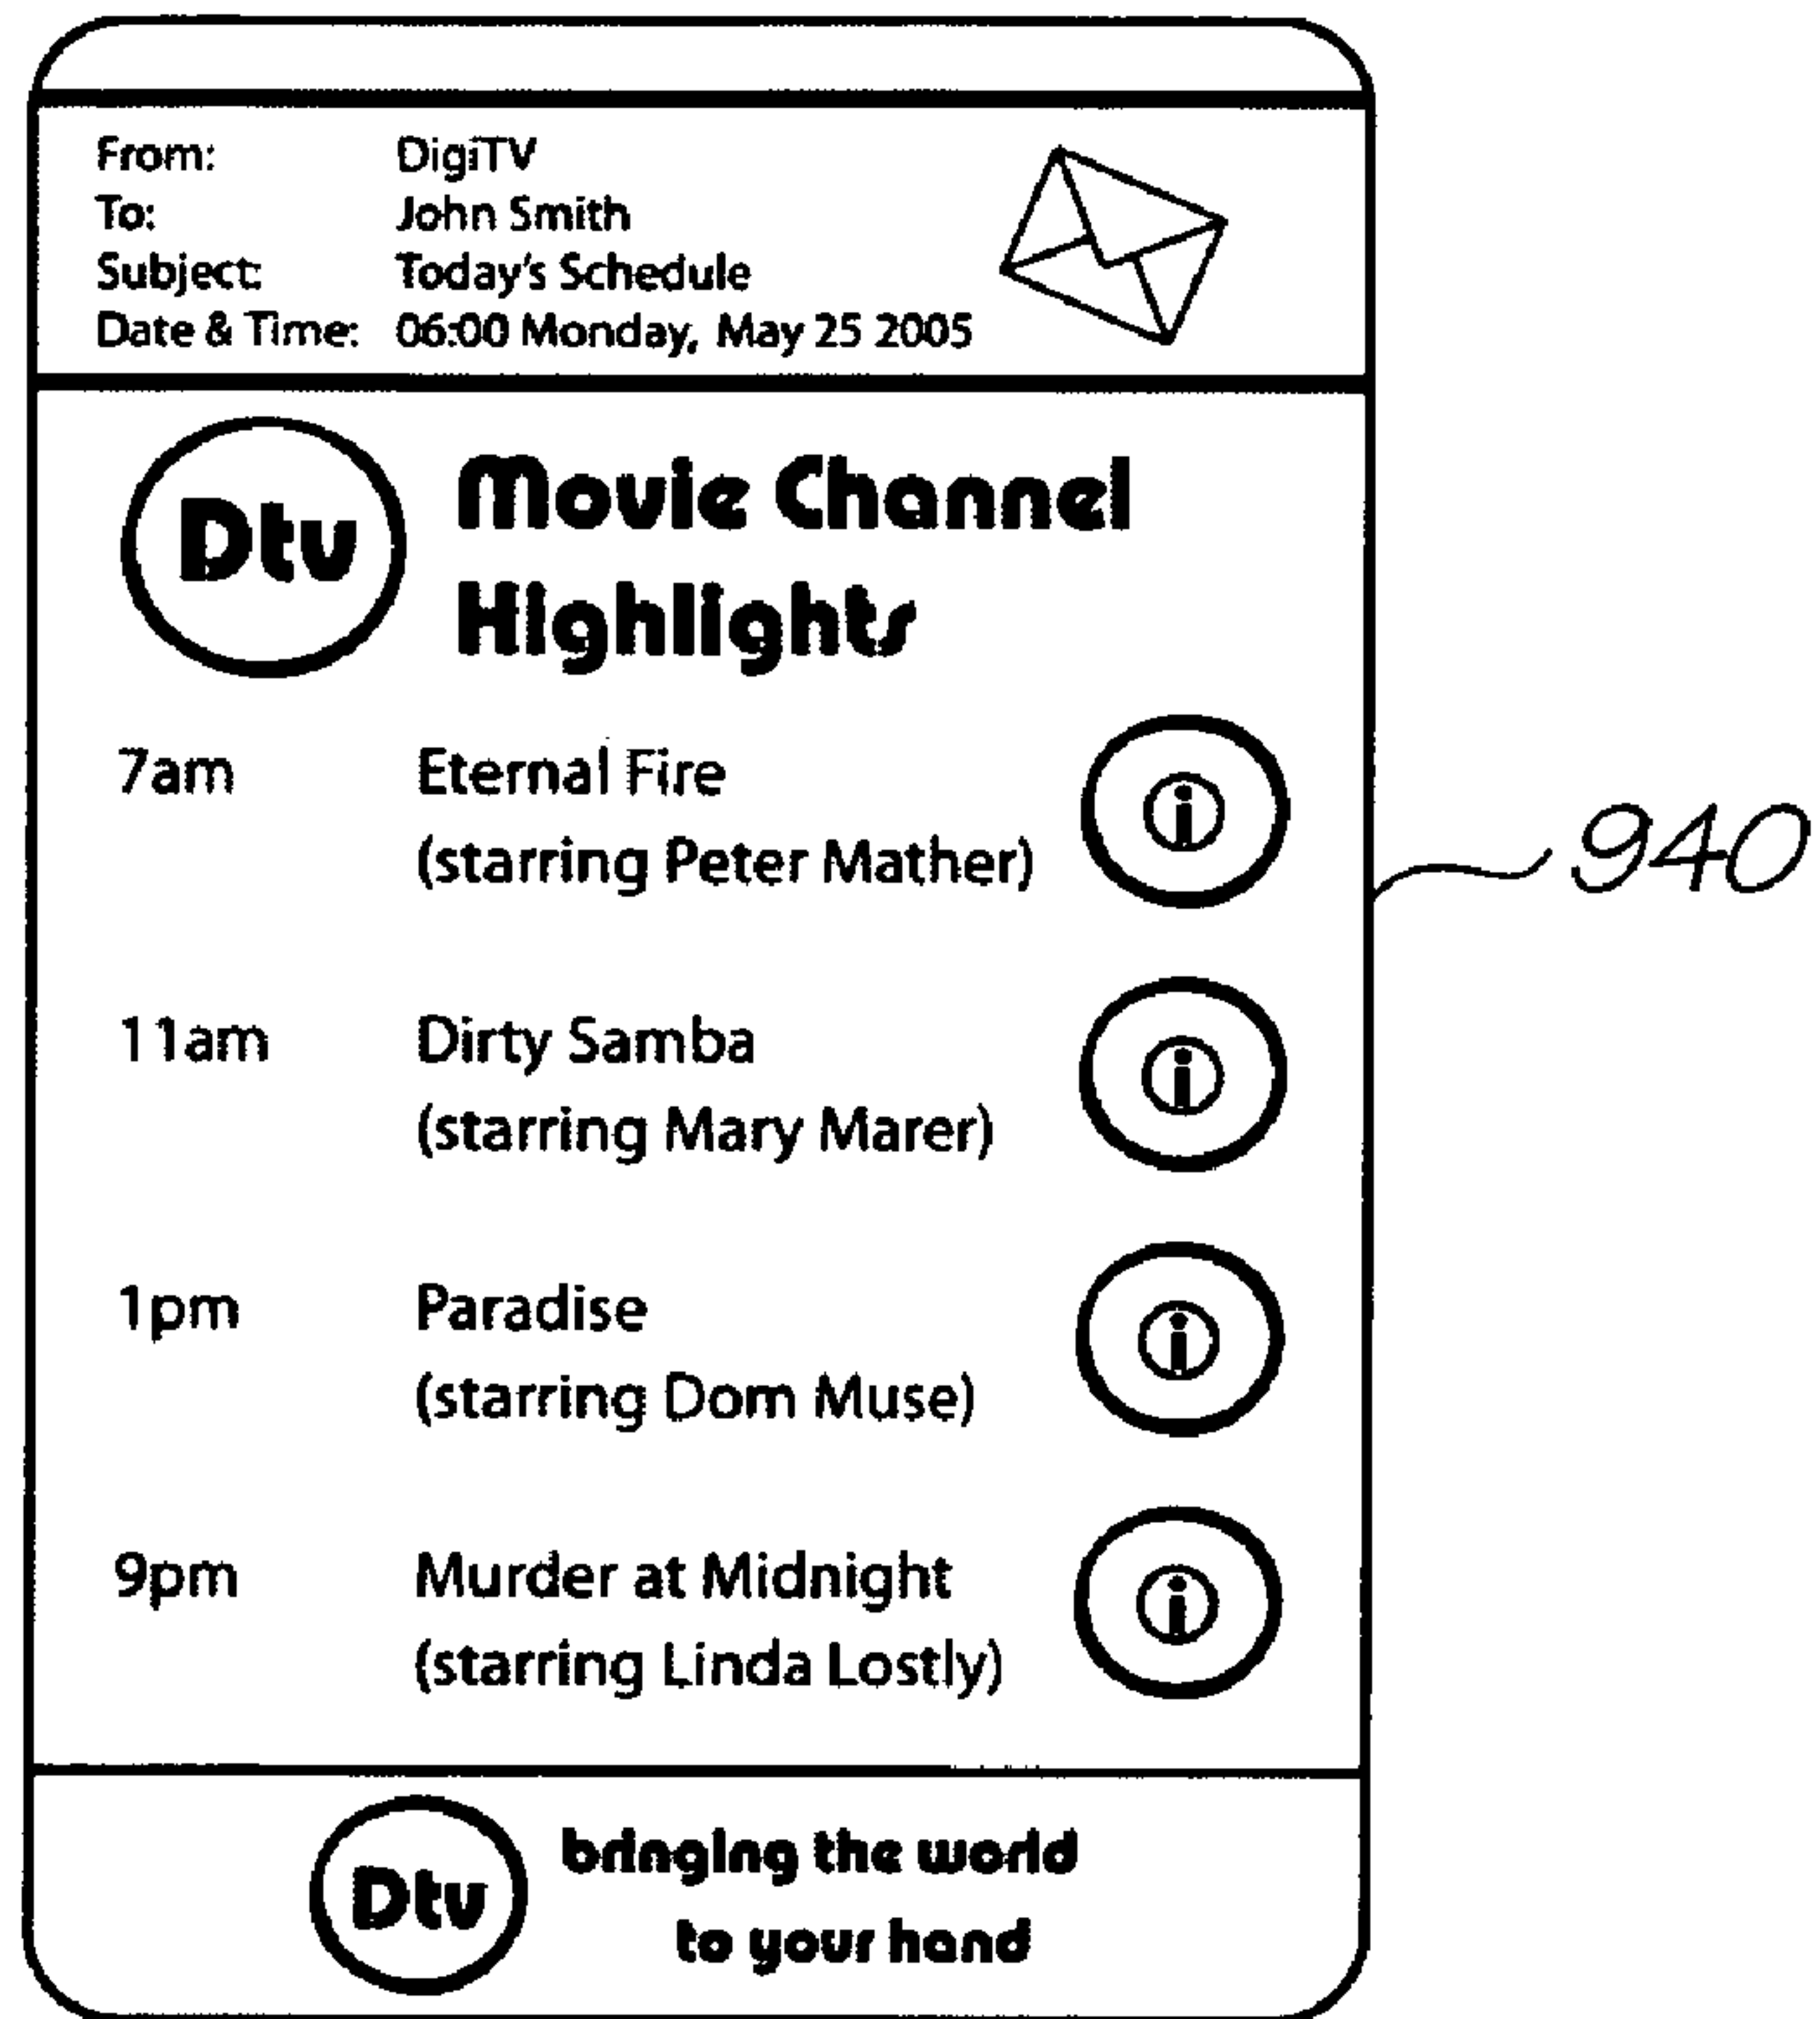 From: DigiTV
To: John Smith
Subject: Today's Schedule
Date & Time: 06:00 Monday, May 25 2005
Dtv Movie Channel
Highlights
7am Eternal Fire
(starring Peter Mather)
i
940
11am Dirty Samba
(starring Mary Marer)
i
1pm Paradise
(starring Dom Muse)
i
9pm Murder at Midnight
(starring Linda Lostly)
i
Dtv bringing the world
to your hand